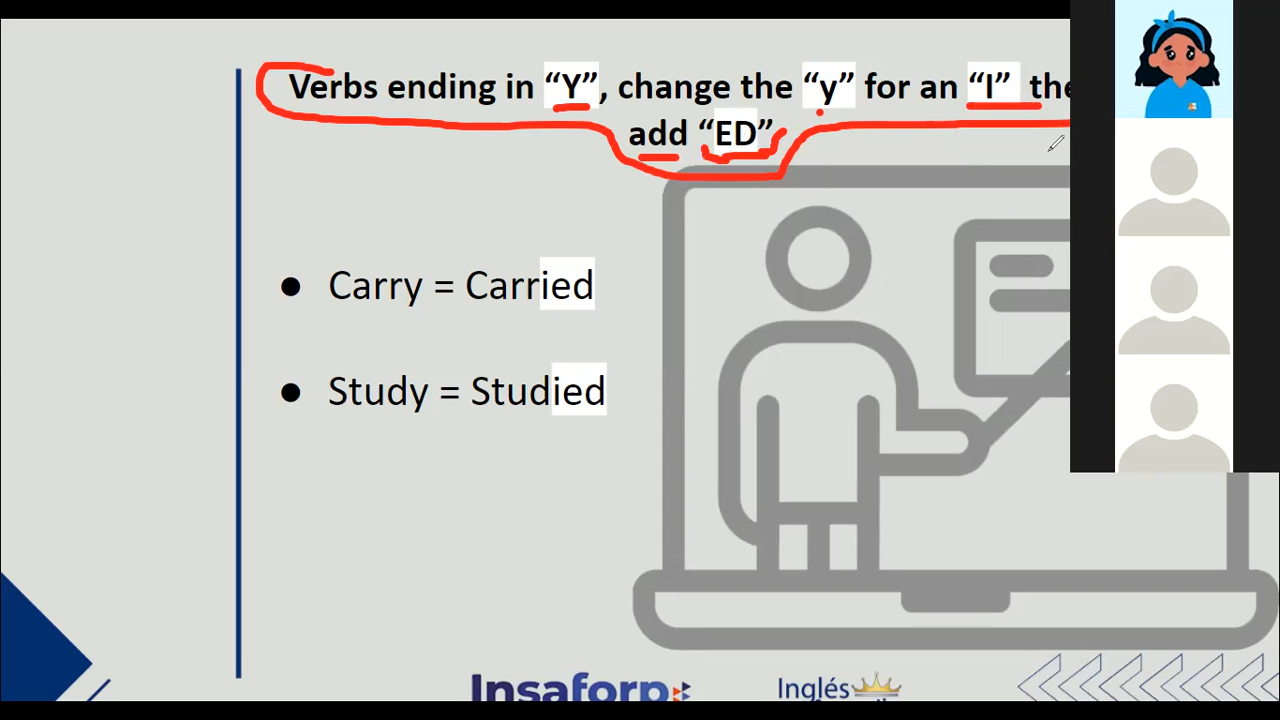 Verbs ending in “Y”, change the “y” for an “I” the
add “ED”
● Carry = Carried
● Study = Studied
Insaforp
Inglés